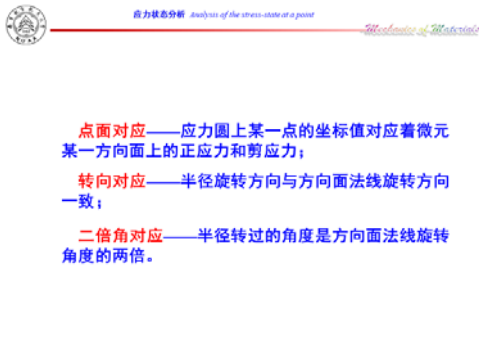 应力状态分析 Analysis of the stress-state at a point
Mechanics of Materials
点面对应——应力圆上某一点的坐标值对应着微元
某一方向面上的正应力和剪应力；
转向对应——半径旋转方向与方向面法线旋转方向
一致；
二倍角对应——半径转过的角度是方向面法线旋转
角度的两倍。